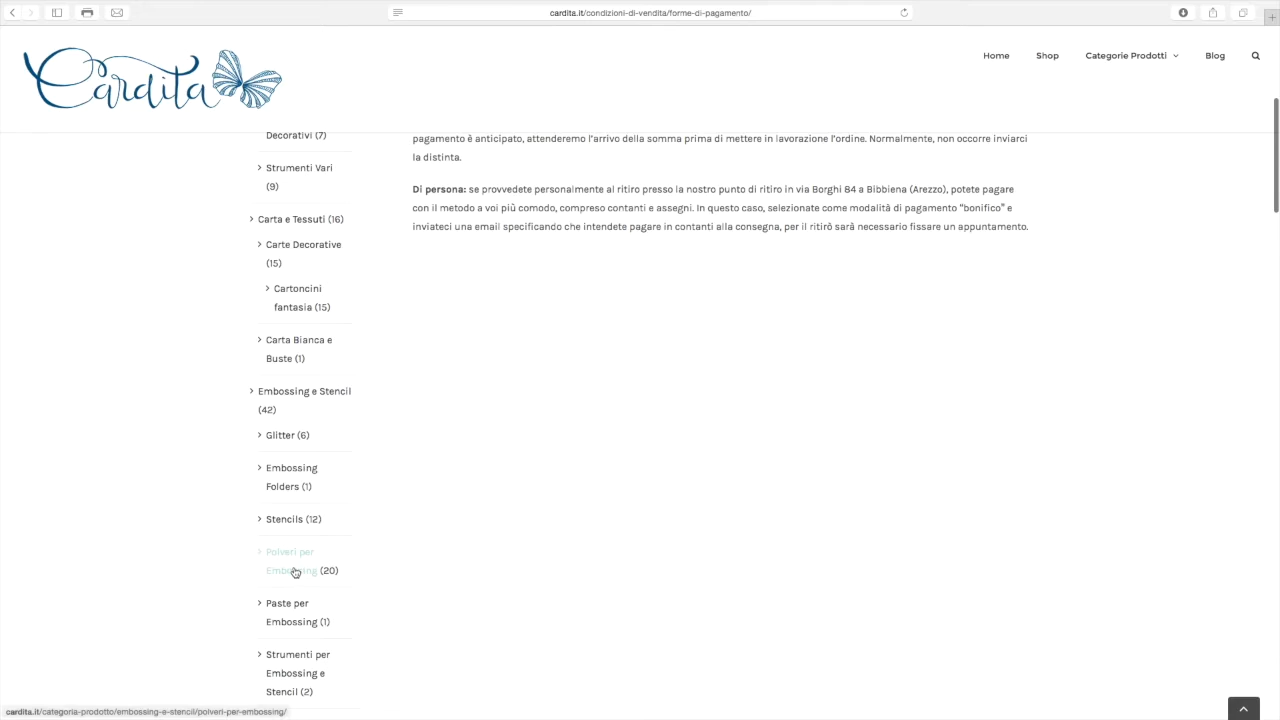 cardita.it/condizioni-di-vendita/forme-di-pagamento/
Cardita
Home
Shop
Categorie Prodotti
Blog
Decorativi (7)
Strumenti Vari
(9)
Carta e Tessuti (16)
Carte Decorative
(15)
Cartoncini
fantasia (15)
Carta Bianca e
Buste (1)
Embossing e Stencil
(42)
Glitter (6)
Embossing
Folders (1)
Stencils (12)
Polveri per
Embossing (20)
Paste per
Embossing (1)
Strumenti per
Embossing e
Stencil (2)
pagamento è anticipato, attenderemo l'arrivo della somma prima di mettere in lavorazione l'ordine. Normalmente, non occorre inviarci
la distinta.
Di persona: se provvedete personalmente al ritiro presso la nostro punto di ritiro in via Borghi 84 a Bibbiena (Arezzo), potete pagare
con il metodo a voi più comodo, compreso contanti e assegni. In questo caso, selezionate come modalità di pagamento "bonifico" e
inviateci una email specificando che intendete pagare in contanti alla consegna, per il ritirò sarà necessario fissare un appuntamento.
cardita.it/categoria-prodotto/embossing-e-stencil/polveri-per-embossing/